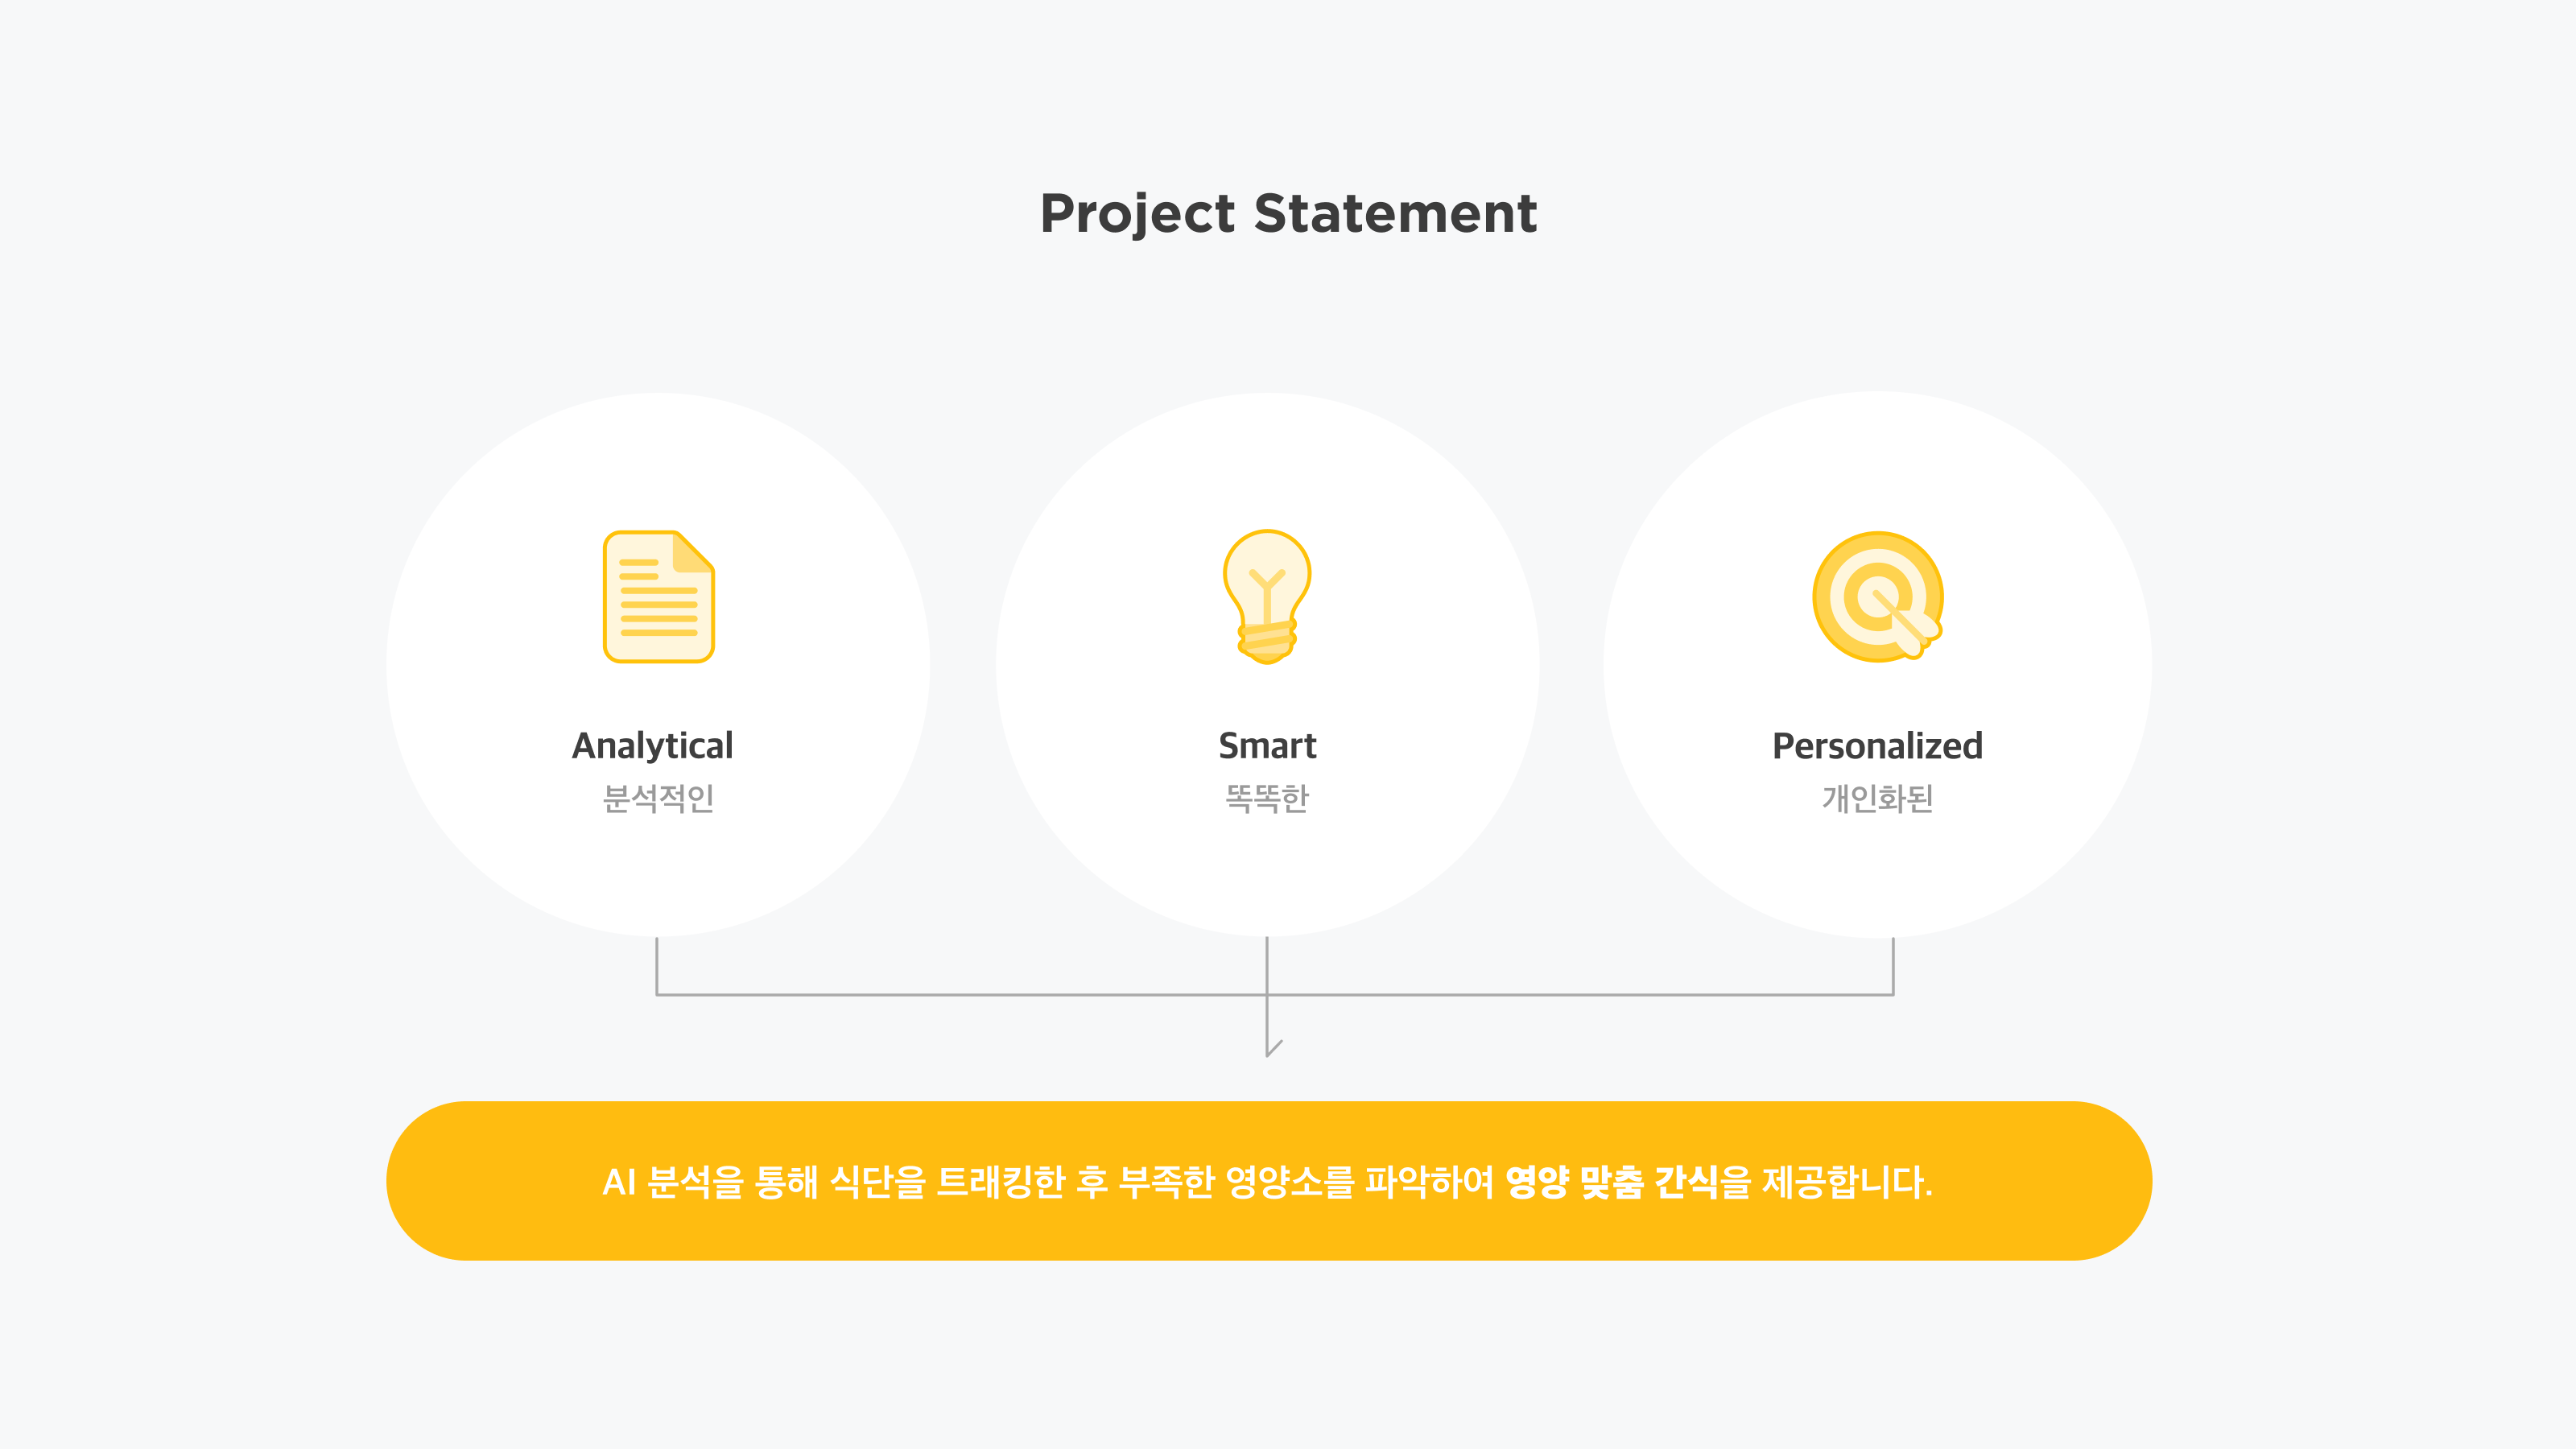 Project Statement
Analytical
분석적인
Smart
똑똑한
Personalized
개인화된
AI 분석을 통해 식단을 트래킹한 후 부족한 영양소를 파악하여 영양 맞춤 간식을 제공합니다.